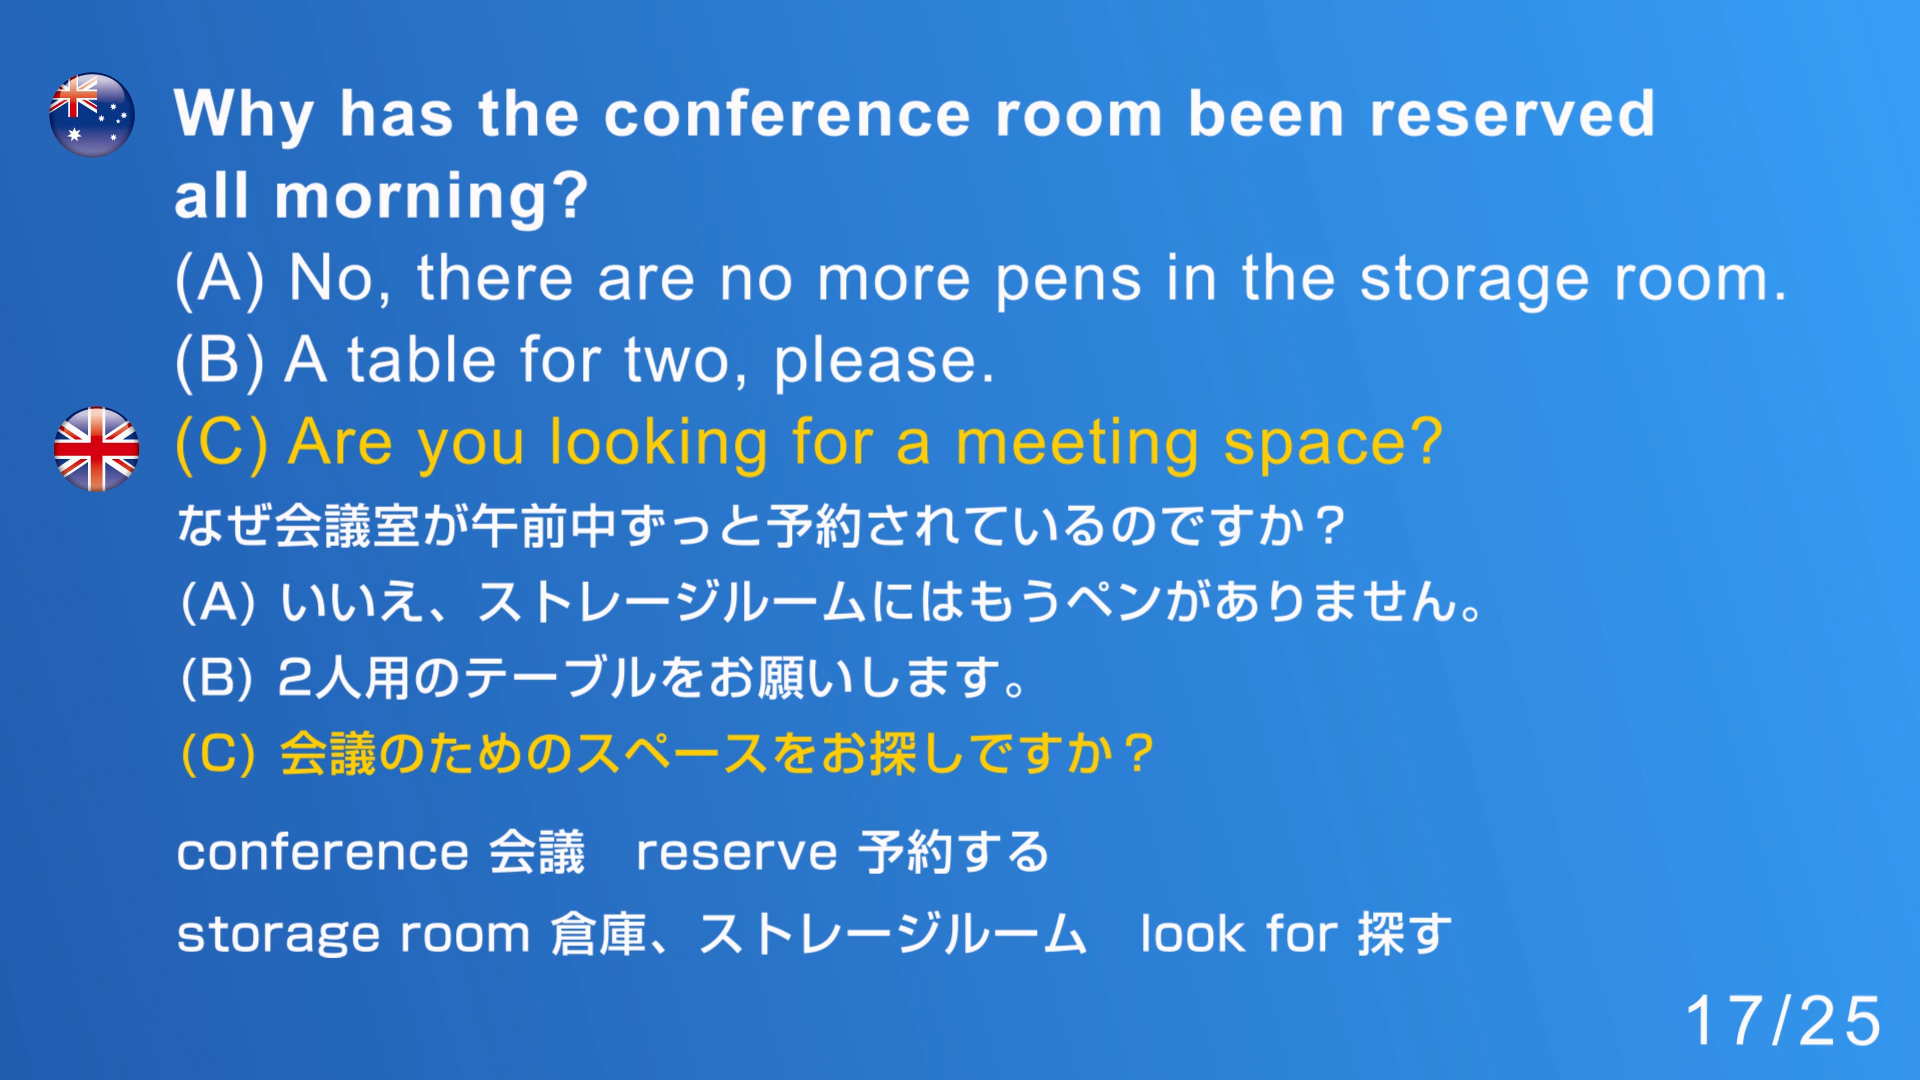 Why has the conference room been reserved
all morning?
(A) No, there are no more pens in the storage room.
(B) A table for two, please.
(C) Are you looking for a meeting space?
なぜ会議室が午前中ずっと予約されているのですか？
(A) いいえ、ストレージルームにはもうペンがありません。
(B) 2人用のテーブルをお願いします。
(C) 会議のためのスペースをお探しですか？
conference 会議　reserve 予約する
storage room 倉庫、ストレージルーム　look for 探す
17/25